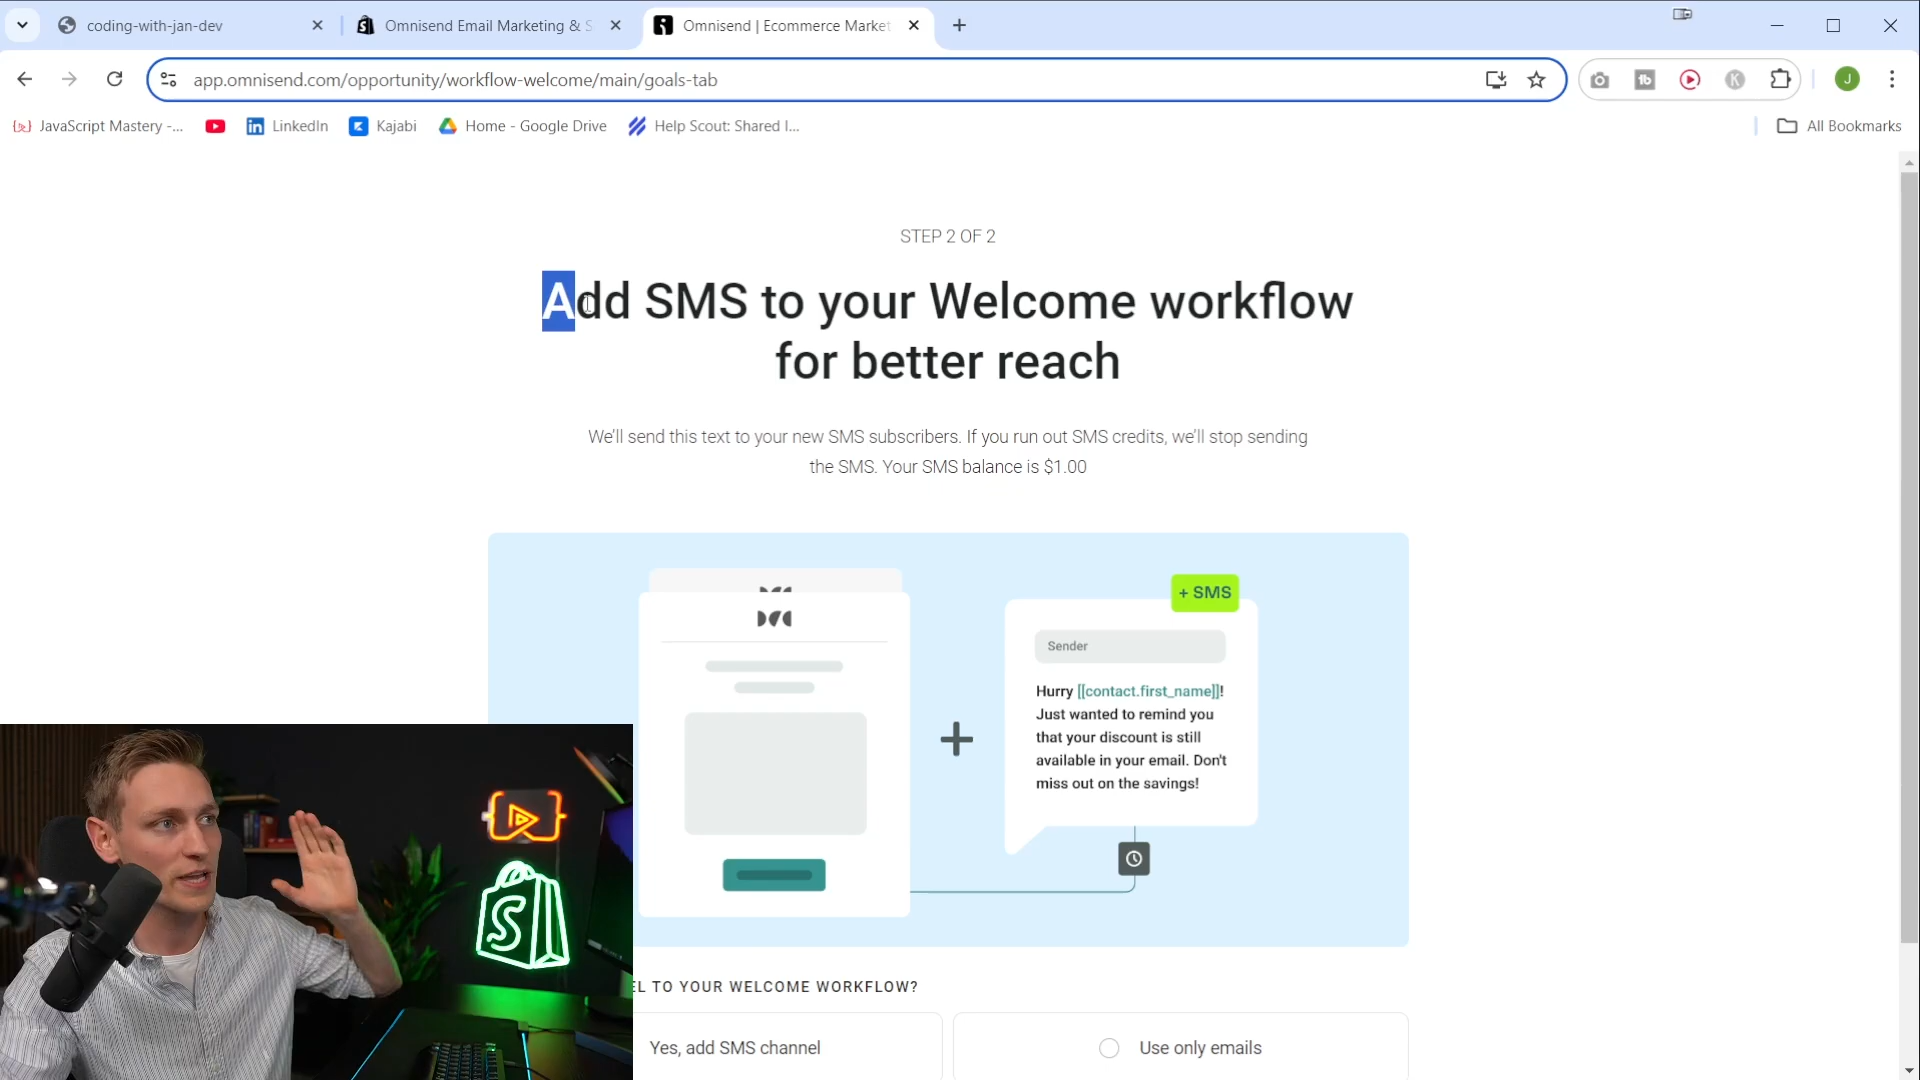 coding-with-jan-dev
Omnisend Email Marketing & S
Omnisend | Ecommerce Market
app.omnisend.com/opportunity/workflow-welcome/main/goals-tab
J
JavaScript Mastery -...
LinkedIn
Kajabi
Home - Google Drive
Help Scout: Shared I...
All Bookmarks
STEP 2 OF 2
Add SMS to your Welcome workflow
for better reach
We'll send this text to your new SMS subscribers. If you run out SMS credits, we'll stop sending
the SMS. Your SMS balance is $1.00
+ SMS
Sender
Hurry [[contact.first_name]]!
Just wanted to remind you
that your discount is still
available in your email. Don't
miss out on the savings!
EL TO YOUR WELCOME WORKFLOW?
Yes, add SMS channel
Use only emails